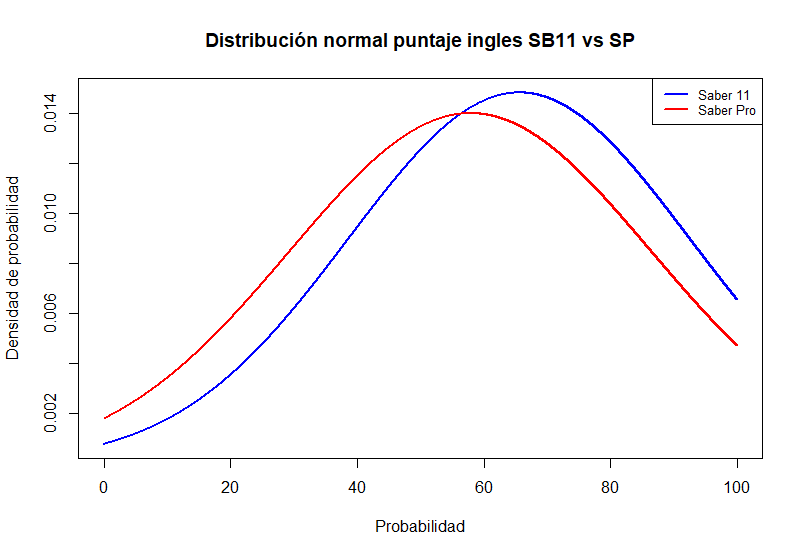 Distribución normal puntaje ingles SB11 vs SP
Saber 11
Saber Pro
Densidad de probabilidad
0.014
0.010
0.006
0.002
0 20 40 60 80 100
Probabilidad